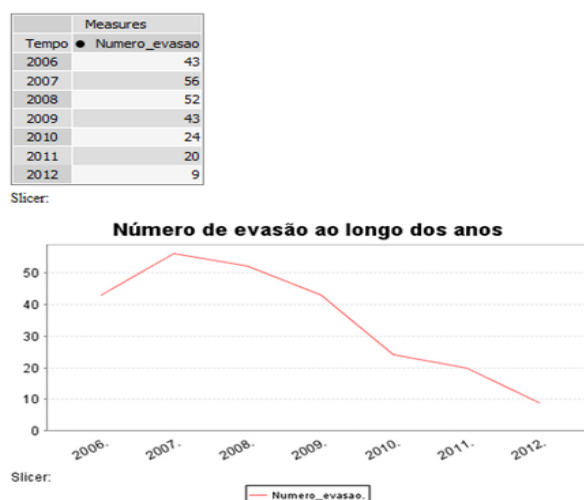 Measures
Tempo ● Numero_evasao
2006 43
2007 56
2008 52
2009 43
2010 24
2011 20
2012 9
Slicer:
Número de evasão ao longo dos anos
50
40
30
20
10
0
2006. 2007. 2008. 2009. 2010. 2011. 2012.
Slicer:
Numero_evasao.